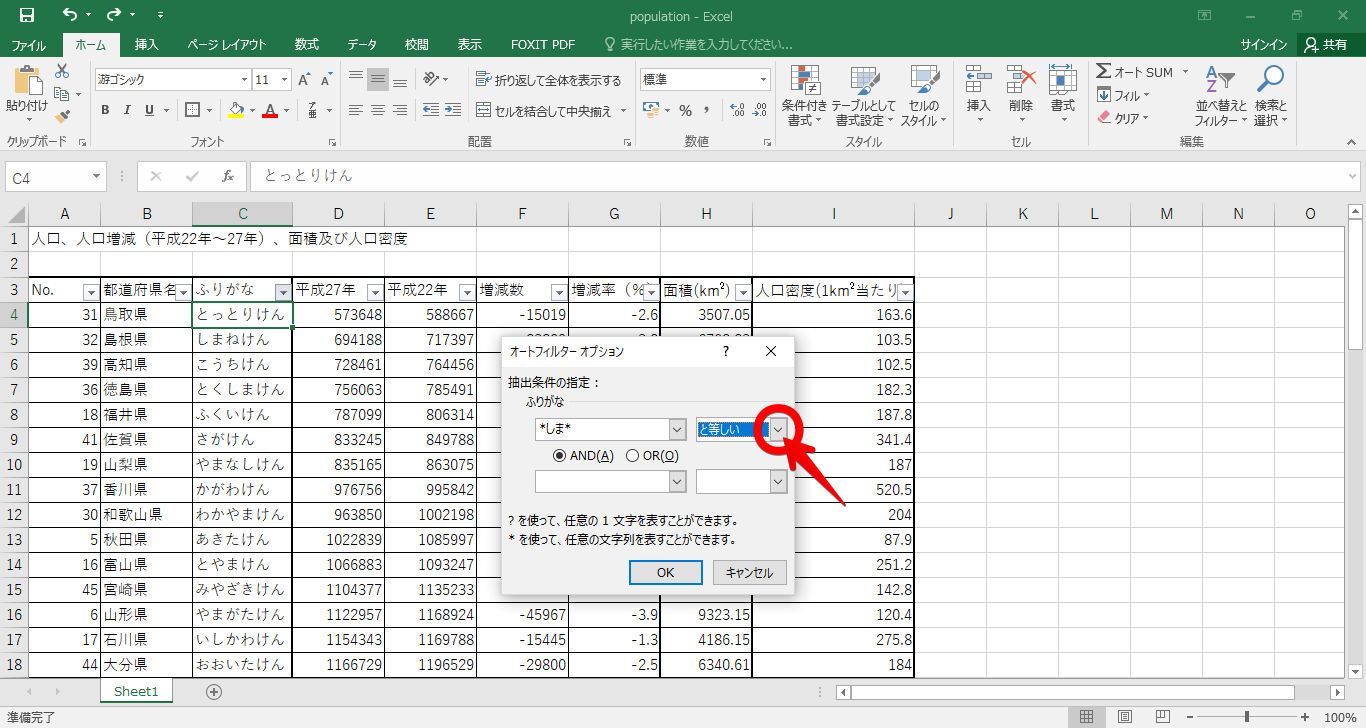 population - Excel
ファイル ホーム 挿入 ページ レイアウト 数式 データ 校閲 表示 FOXIT PDF 実行したい作業を入力してください... サインイン 共有
貼り付け
クリップボード
游ゴシック 11
B I U
フォント
折り返して全体を表示する
セルを結合して中央揃え
配置
標準
%
数値
条件付き書式 テーブルとして書式設定 セルのスタイル
スタイル
挿入 削除 書式
セル
オート SUM
フィル
クリア
並べ替えとフィルター 検索と選択
編集
C4 fx とっとりけん
A B C D E F G H I J K L M N O
1 人口、人口増減（平成22年～27年）、面積及び人口密度
2
3 No. 都道府県名 ふりがな 平成27年 平成22年 増減数 増減率（%） 面積(km²) 人口密度(1km²当たり
4 31 鳥取県 とっとりけん 573648 588667 -15019 -2.6 3507.05 163.6
5 32 島根県 しまねけん 694188 717397 103.5
6 39 高知県 こうちけん 728461 764456 102.5
7 36 徳島県 とくしまけん 756063 785491 182.3
8 18 福井県 ふくいけん 787099 806314 187.8
9 41 佐賀県 さがけん 833245 849788 341.4
10 19 山梨県 やまなしけん 835165 863075 187
11 37 香川県 かがわけん 976756 995842 520.5
12 30 和歌山県 わかやまけん 963850 1002198 204
13 5 秋田県 あきたけん 1022839 1085997 87.9
14 16 富山県 とやまけん 1066883 1093247 251.2
15 45 宮崎県 みやざきけん 1104377 1135233 142.8
16 6 山形県 やまがたけん 1122957 1168924 -45967 -3.9 9323.15 120.4
17 17 石川県 いしかわけん 1154343 1169788 -15445 -1.3 4186.15 275.8
18 44 大分県 おおいたけん 1166729 1196529 -29800 -2.5 6340.61 184
オートフィルター オプション ?
抽出条件の指定：
ふりがな
*しま* と等しい
AND(A) OR(O)
? を使って、任意の 1 文字を表すことができます。
* を使って、任意の文字列を表すことができます。
OK キャンセル
Sheet1
準備完了 100%